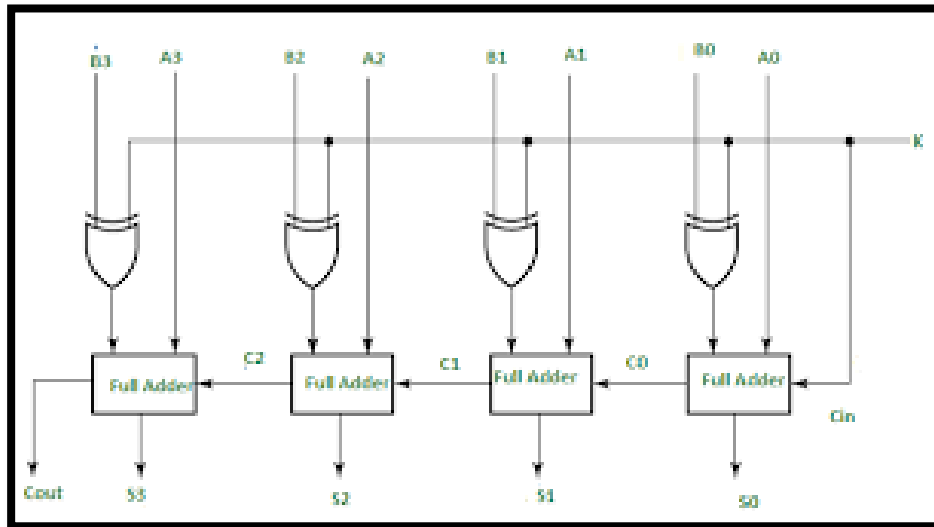 B3 A3 B2 A2 B1 A1 B0 A0
K
C2 C1 C0
Full Adder Full Adder Full Adder Full Adder
Cin
Cout S3 S2 S1 S0